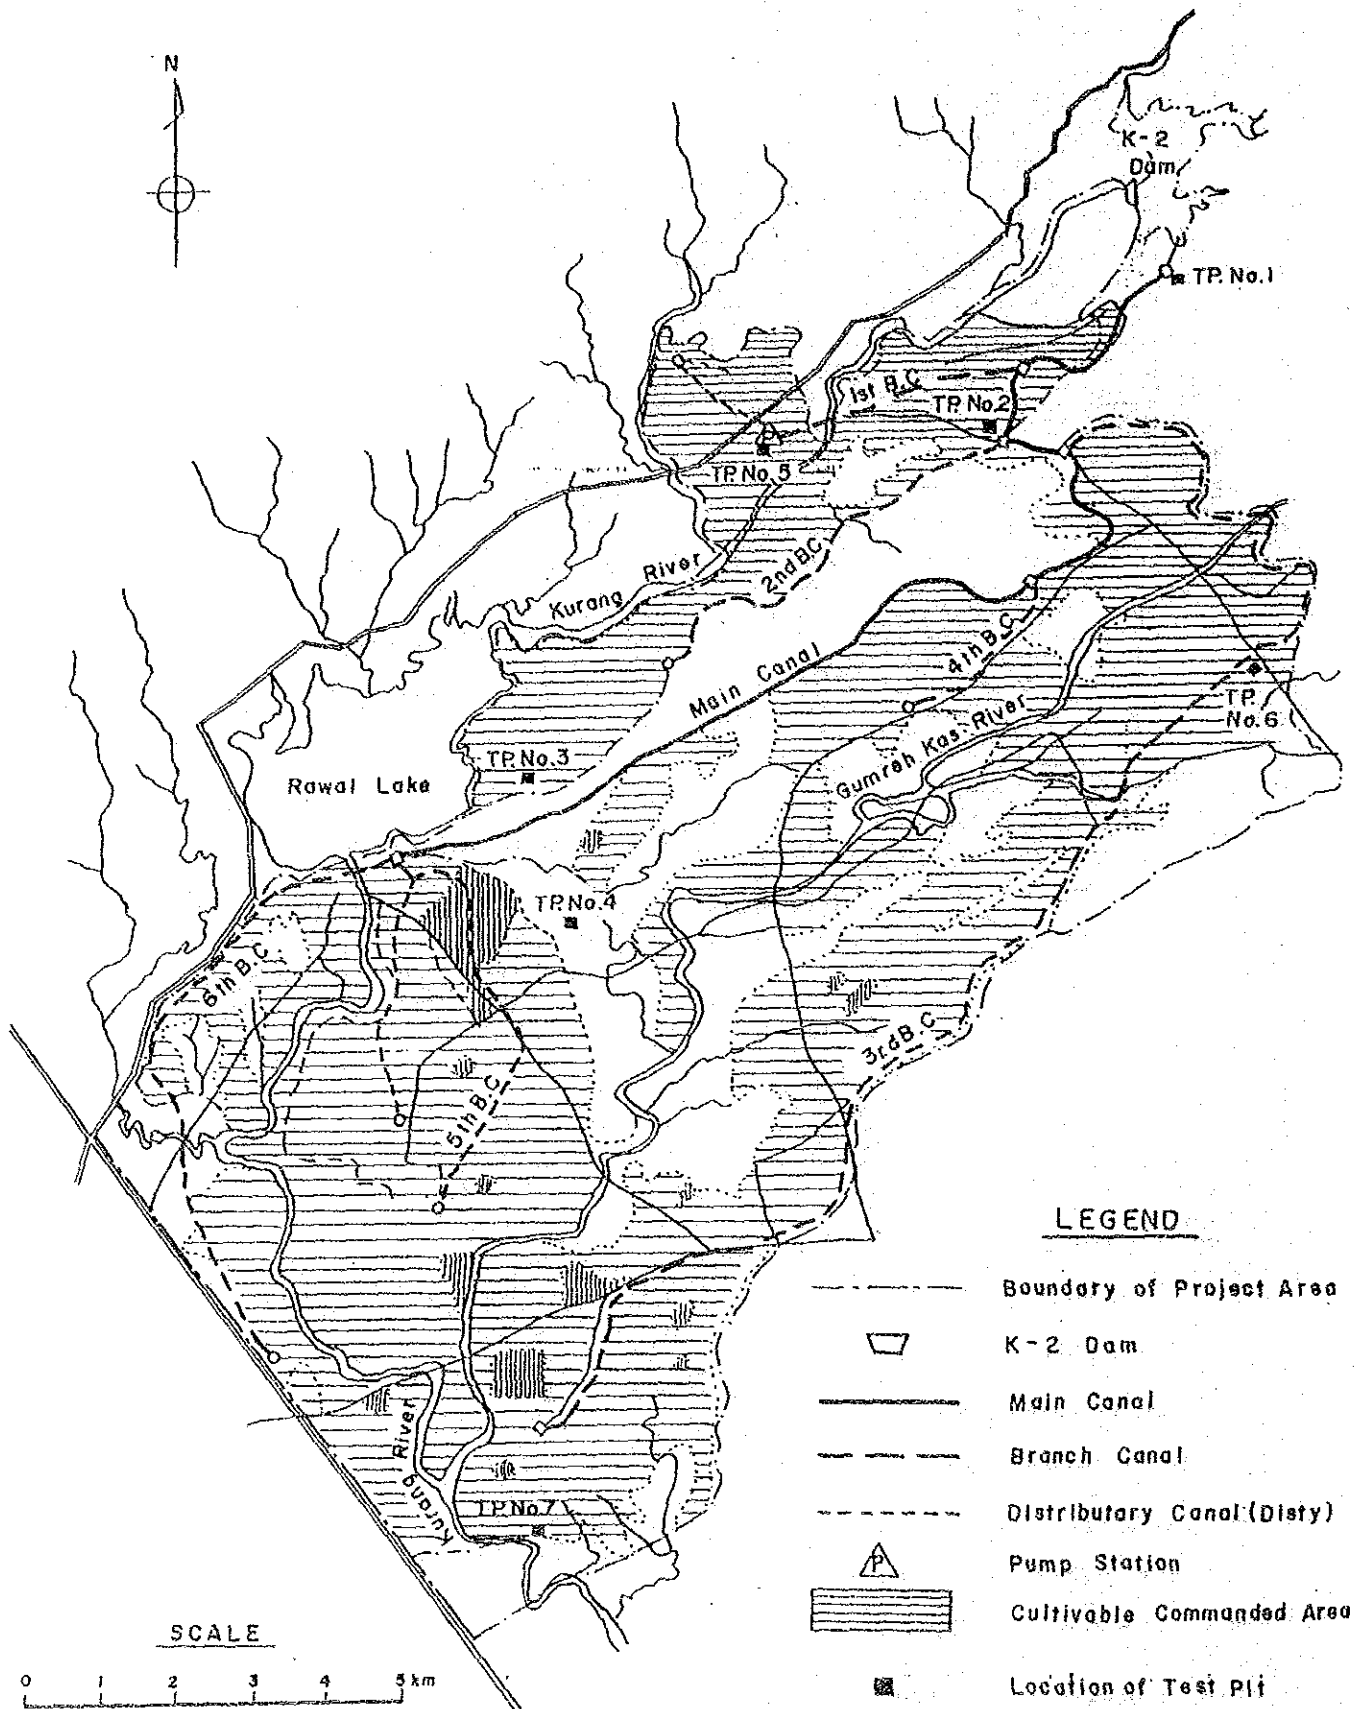 N
K-2
Dam
TP. No. 1
1st B.C
TP. No. 2
P
TP. No. 5
Kurang River
2nd B.C
Main Canal
4th B.C
TP.
No. 6
Gumreh Kas River
TP. No. 3
Rawal Lake
TP. No. 4
6th B.C
3rd B.C
5th B.C
Kurang River
TP. No. 7
LEGEND
Boundary of Project Area
K-2 Dam
Main Canal
Branch Canal
Distributary Canal (Disty)
P
Pump Station
Cultivable Commanded Area
Location of Test Pit
SCALE
0 1 2 3 4 5 km